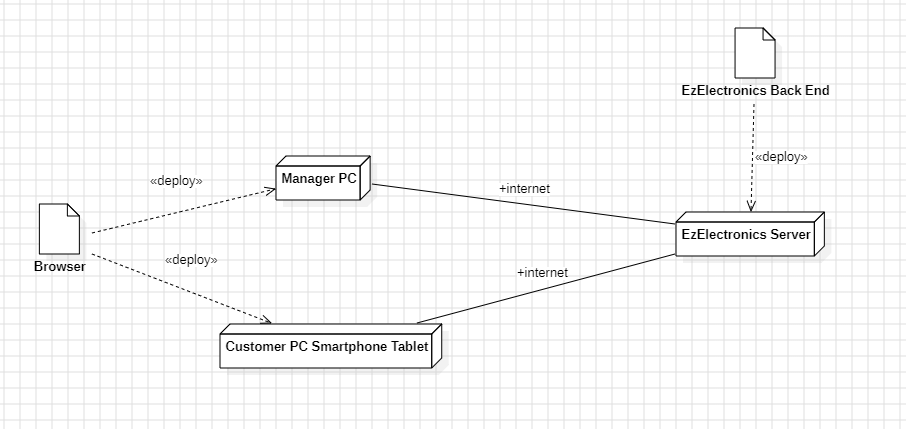 EzElectronics Back End
«deploy»
Manager PC
«deploy»
+internet
EzElectronics Server
Browser
«deploy»
+internet
Customer PC Smartphone Tablet